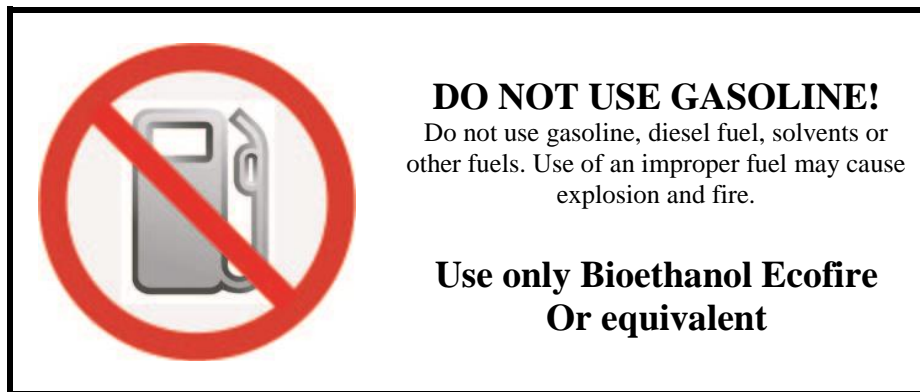 DO NOT USE GASOLINE!
Do not use gasoline, diesel fuel, solvents or
other fuels. Use of an improper fuel may cause
explosion and fire.
Use only Bioethanol Ecofire
Or equivalent